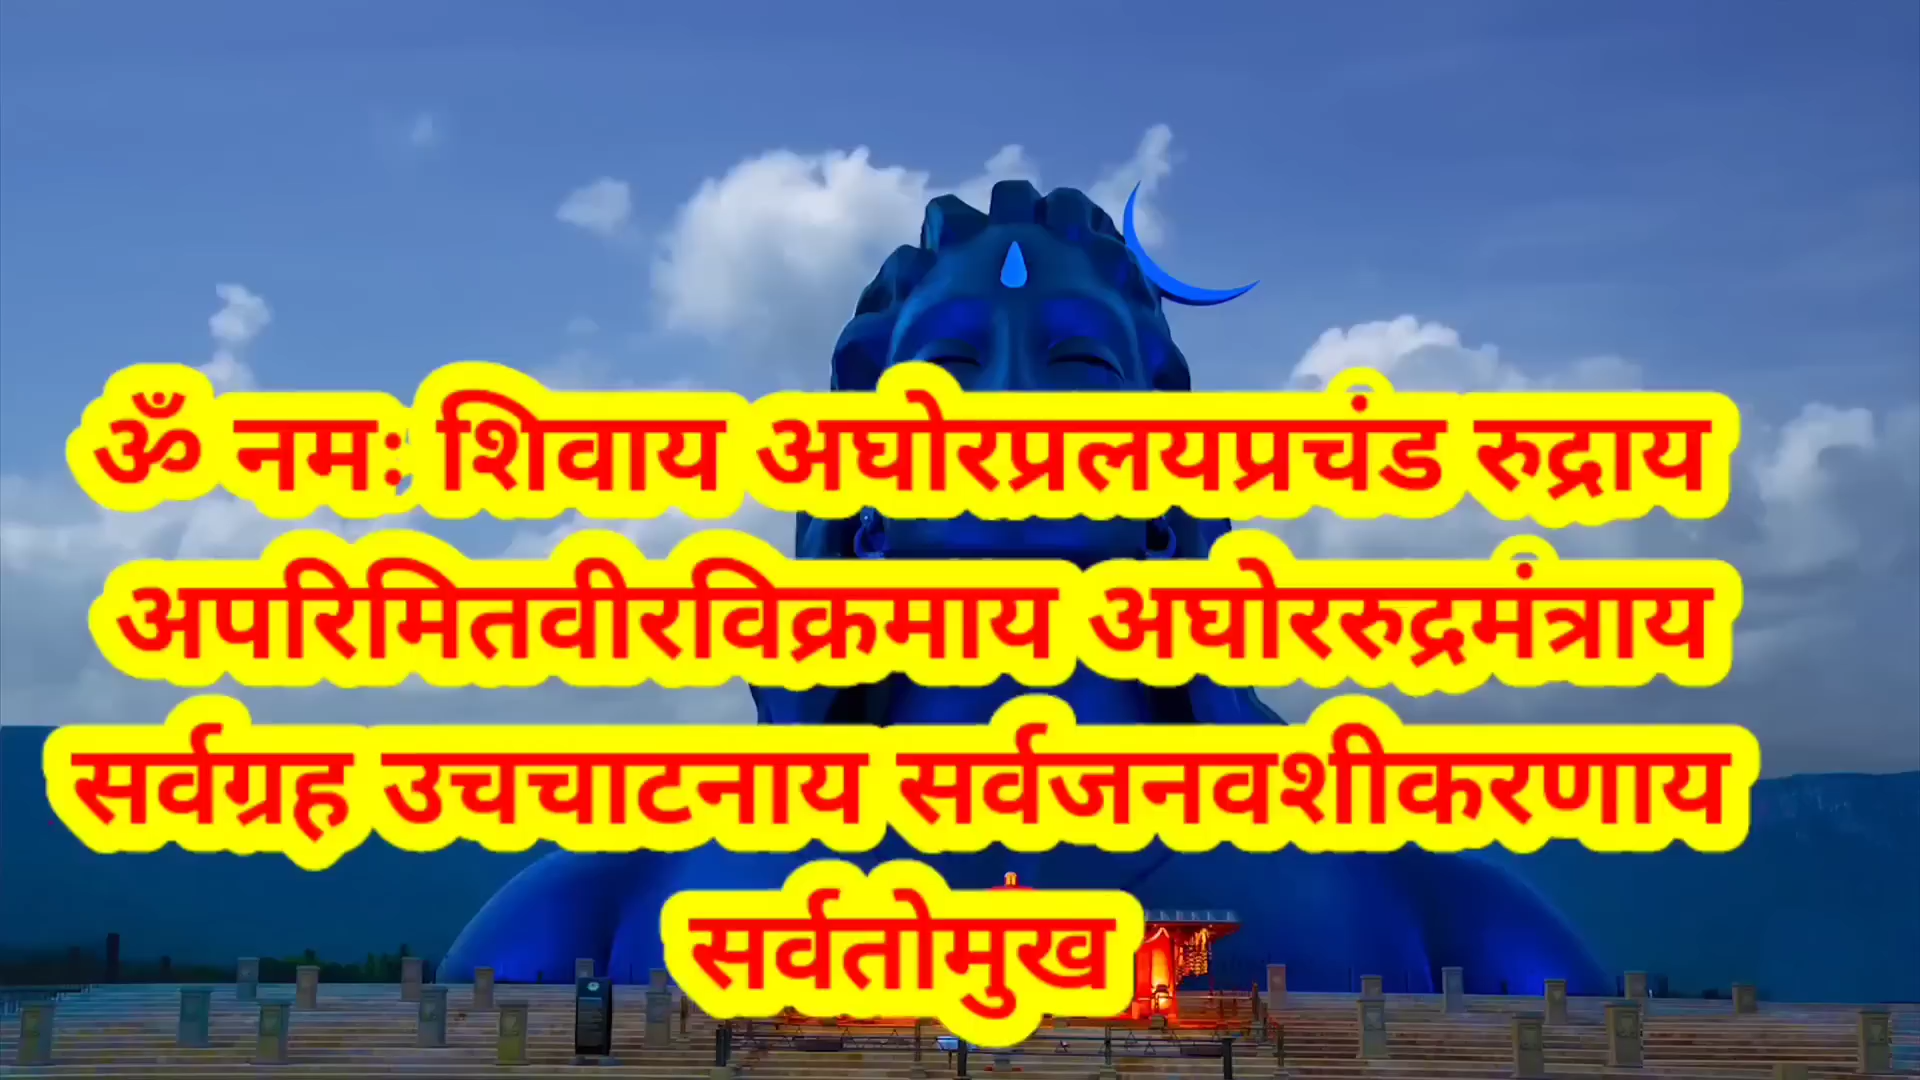 ॐ नमः शिवाय अघोरप्रलयप्रचंड रुद्राय
अपरिमितवीरविक्रमाय अघोररुद्रमंत्राय
सर्वग्रह उचचाटनाय सर्वजनवशीकरणाय
सर्वतोमुख